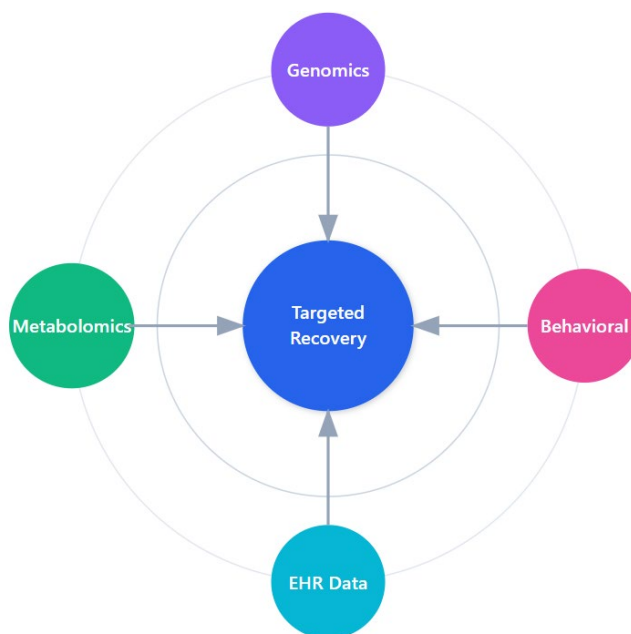 Genomics
Metabolomics
Targeted
Recovery
Behavioral
EHR Data